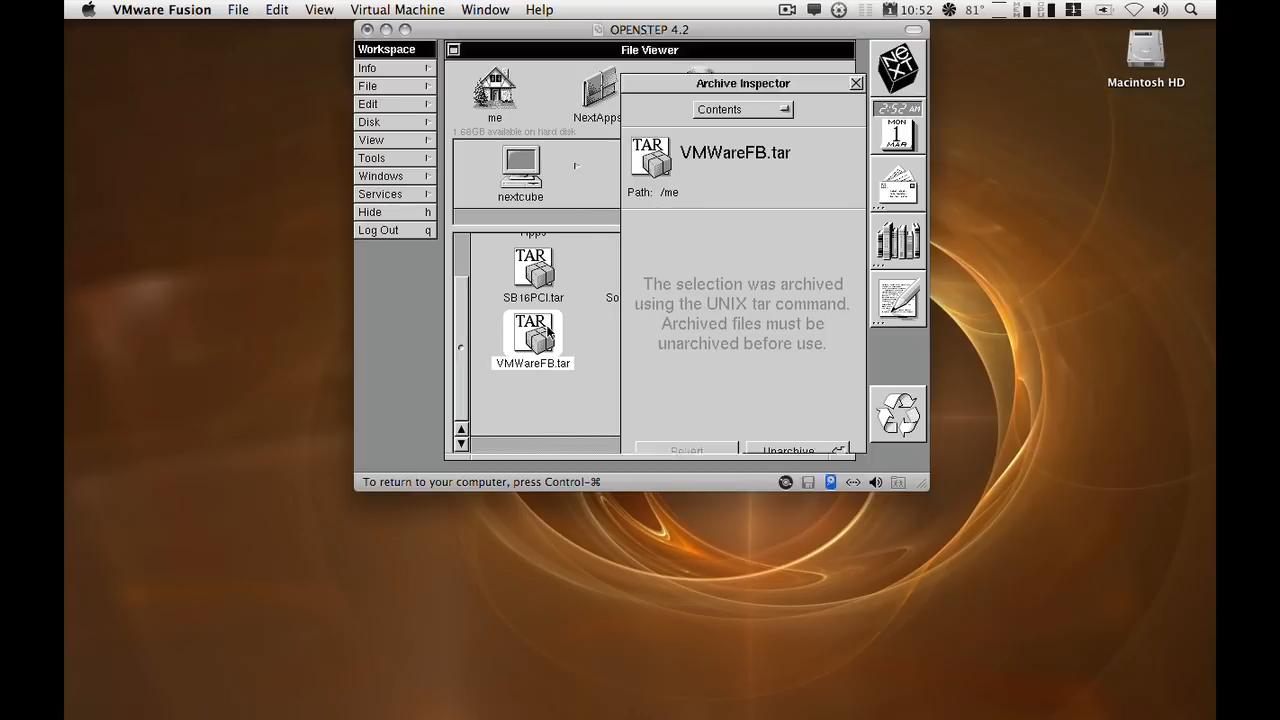 VMware Fusion File Edit View Virtual Machine Window Help 10:52 81°
OPENSTEP 4.2
Macintosh HD
Workspace
Info
File
Edit
Disk
View
Tools
Windows
Services
Hide h
Log Out q
File Viewer
me
NextApps
1.68GB available on hard disk
nextcube
Apps
TAR
SB16PCI.tar
So
TAR
VMWareFB.tar
Archive Inspector
Contents
TAR
VMWareFB.tar
Path: /me
The selection was archived
using the UNIX tar command.
Archived files must be
unarchived before use.
Revert
Unarchive
NeXT
2:52 AM
MON
1
MAR
To return to your computer, press Control-⌘